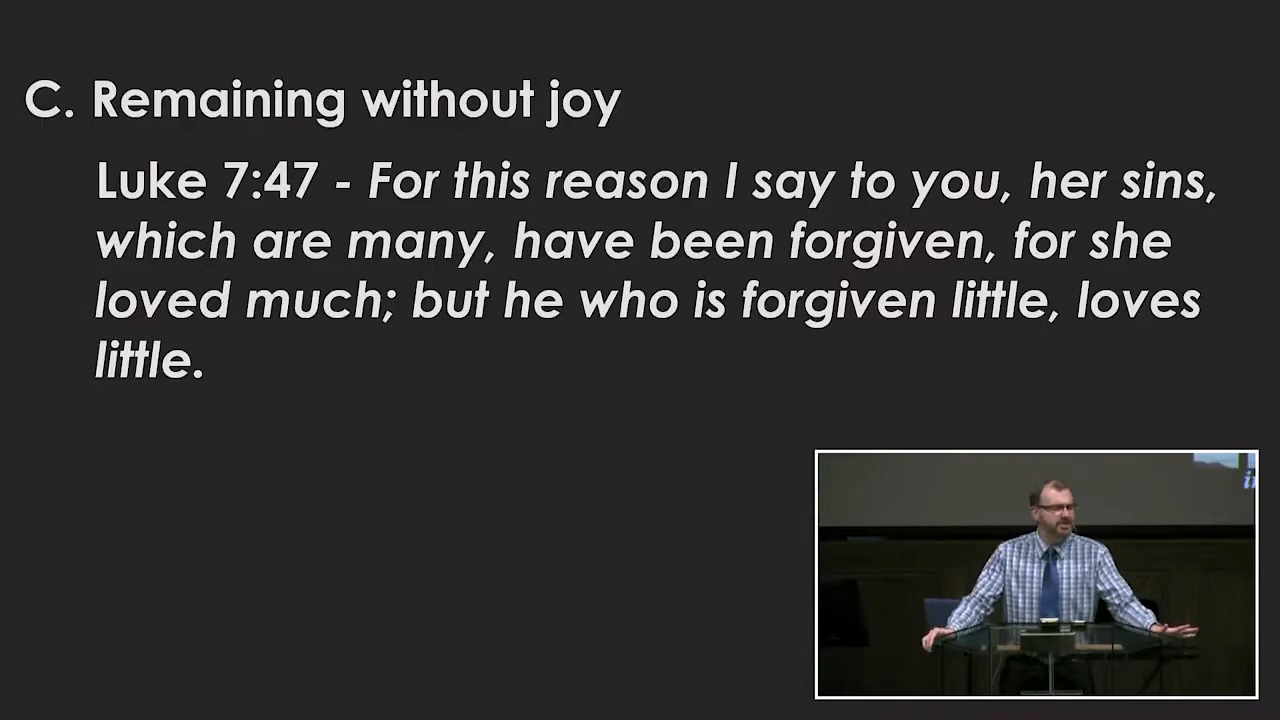 C. Remaining without joy
Luke 7:47 - For this reason I say to you, her sins,
which are many, have been forgiven, for she
loved much; but he who is forgiven little, loves
little.